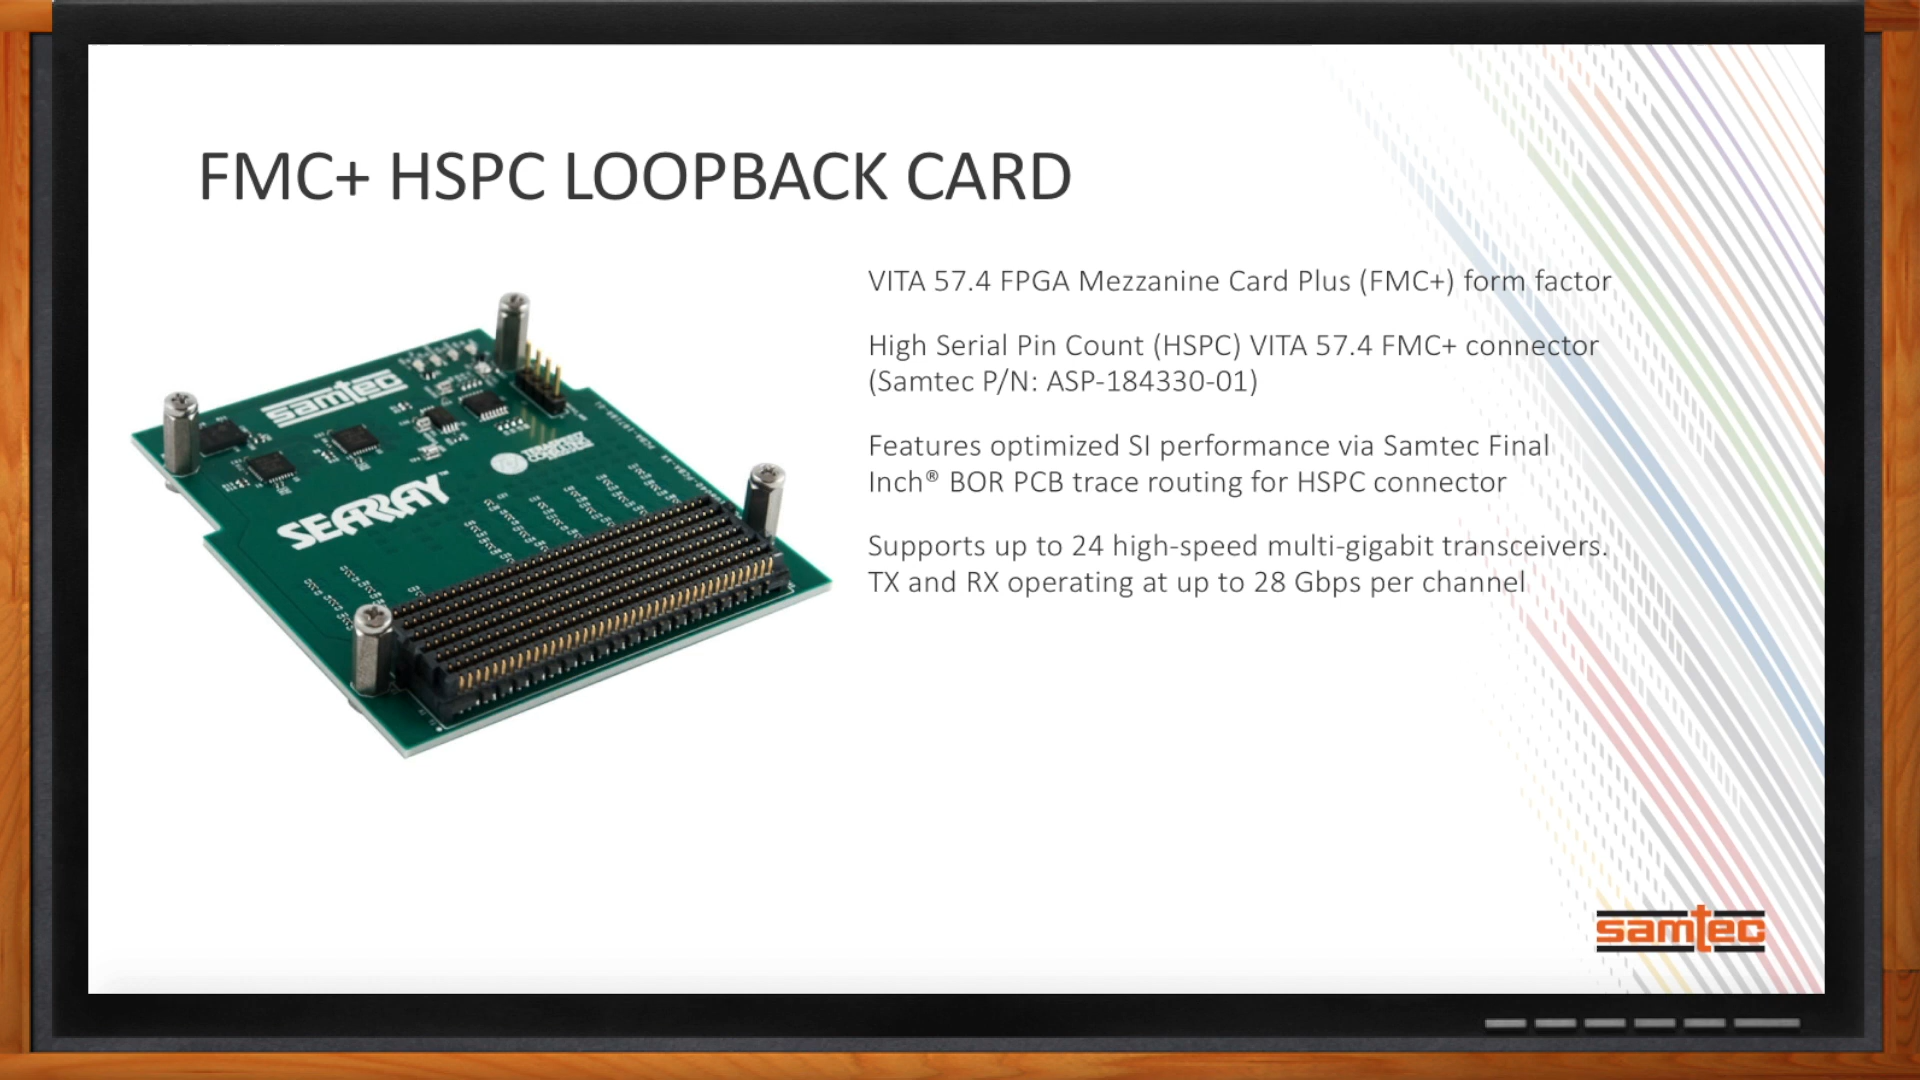 FMC+ HSPC LOOPBACK CARD
VITA 57.4 FPGA Mezzanine Card Plus (FMC+) form factor
High Serial Pin Count (HSPC) VITA 57.4 FMC+ connector
(Samtec P/N: ASP-184330-01)
Features optimized SI performance via Samtec Final
Inch® BOR PCB trace routing for HSPC connector
Supports up to 24 high-speed multi-gigabit transceivers.
TX and RX operating at up to 28 Gbps per channel
samtec
SEARRAY™
samtec